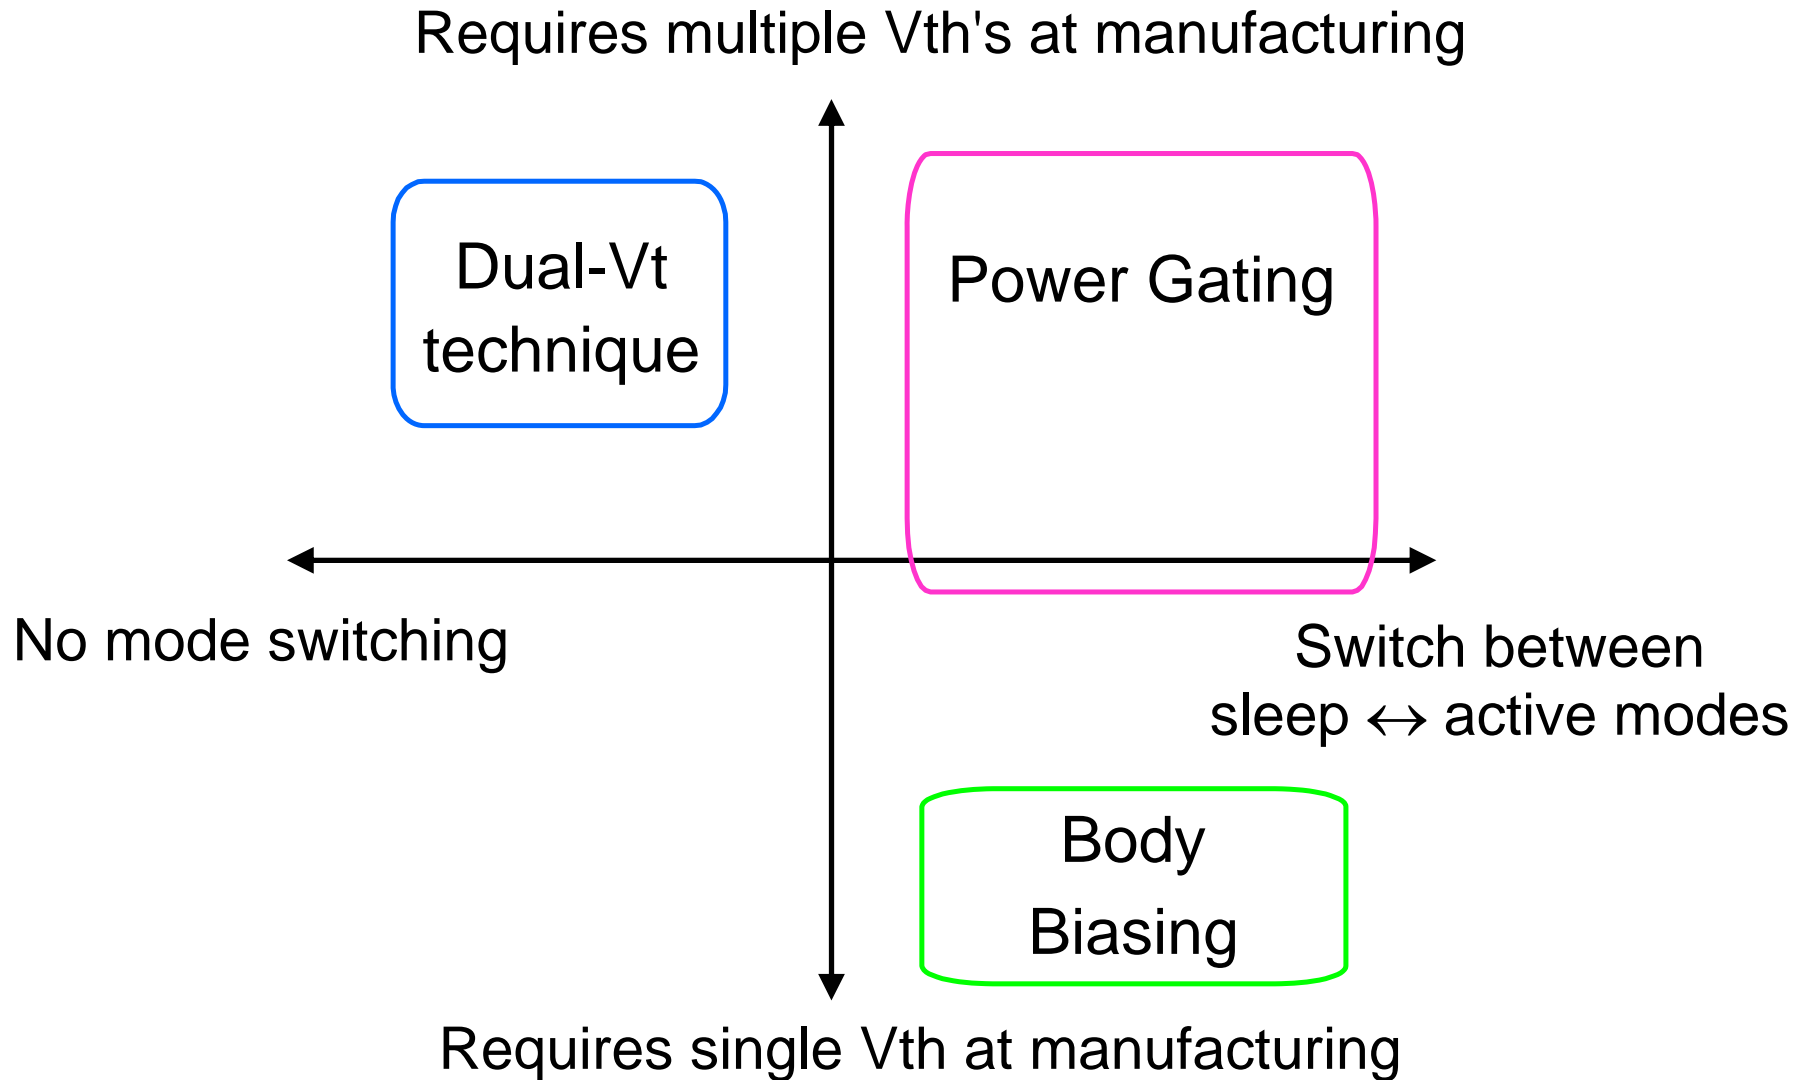 Requires multiple Vth's at manufacturing
Dual-Vt
technique
Power Gating
No mode switching
Switch between
sleep ↔ active modes
Body
Biasing
Requires single Vth at manufacturing